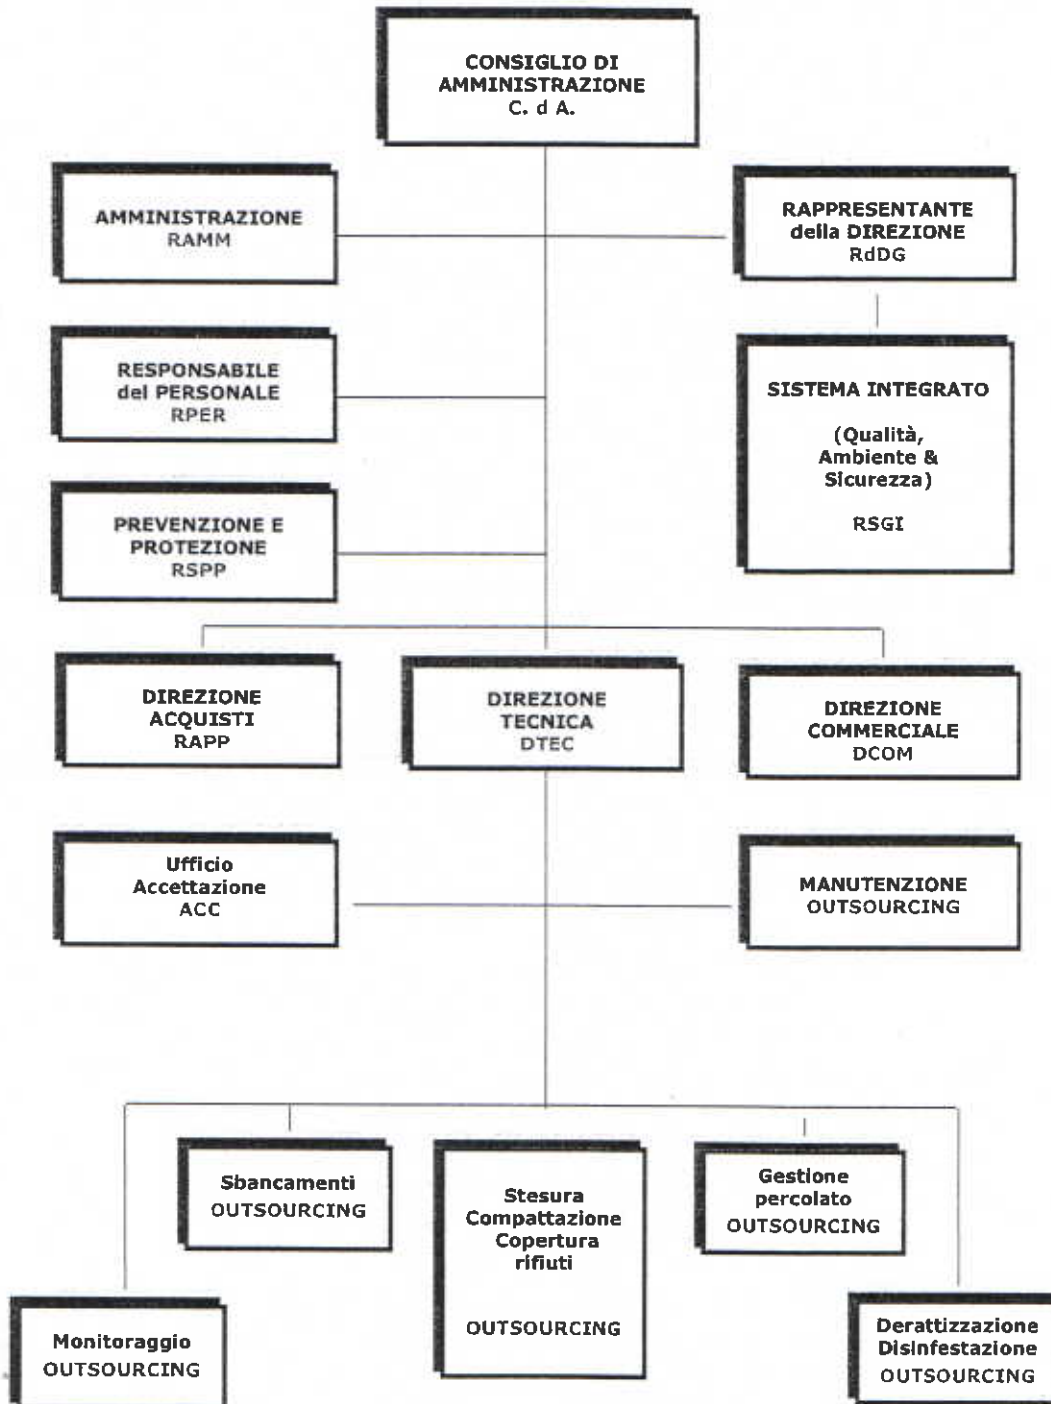 CONSIGLIO DI
AMMINISTRAZIONE
C. d A.
AMMINISTRAZIONE
RAMM
RAPPRESENTANTE
della DIREZIONE
RdDG
RESPONSABILE
del PERSONALE
RPER
SISTEMA INTEGRATO
(Qualità,
Ambiente &
Sicurezza)
RSGI
PREVENZIONE E
PROTEZIONE
RSPP
DIREZIONE
ACQUISTI
RAPP
DIREZIONE
TECNICA
DTEC
DIREZIONE
COMMERCIALE
DCOM
Ufficio
Accettazione
ACC
MANUTENZIONE
OUTSOURCING
Sbancamenti
OUTSOURCING
Stesura
Compattazione
Copertura
rifiuti
OUTSOURCING
Gestione
percolato
OUTSOURCING
Monitoraggio
OUTSOURCING
Derattizzazione
Disinfestazione
OUTSOURCING